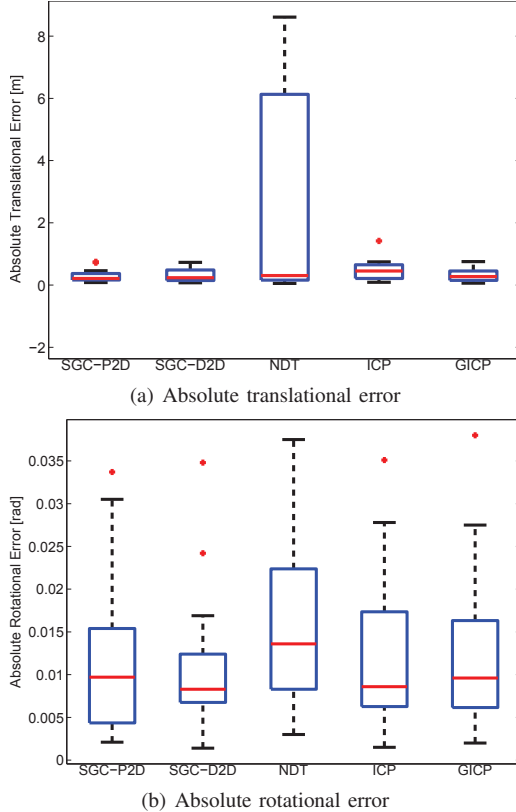 8
6
4
2
0
−2
Absolute Translational Error [m]
SGC−P2D SGC−D2D NDT ICP GICP
(a) Absolute translational error
0.035
0.03
0.025
0.02
0.015
0.01
0.005
0
Absolute Rotational Error [rad]
SGC−P2D SGC−D2D NDT ICP GICP
(b) Absolute rotational error